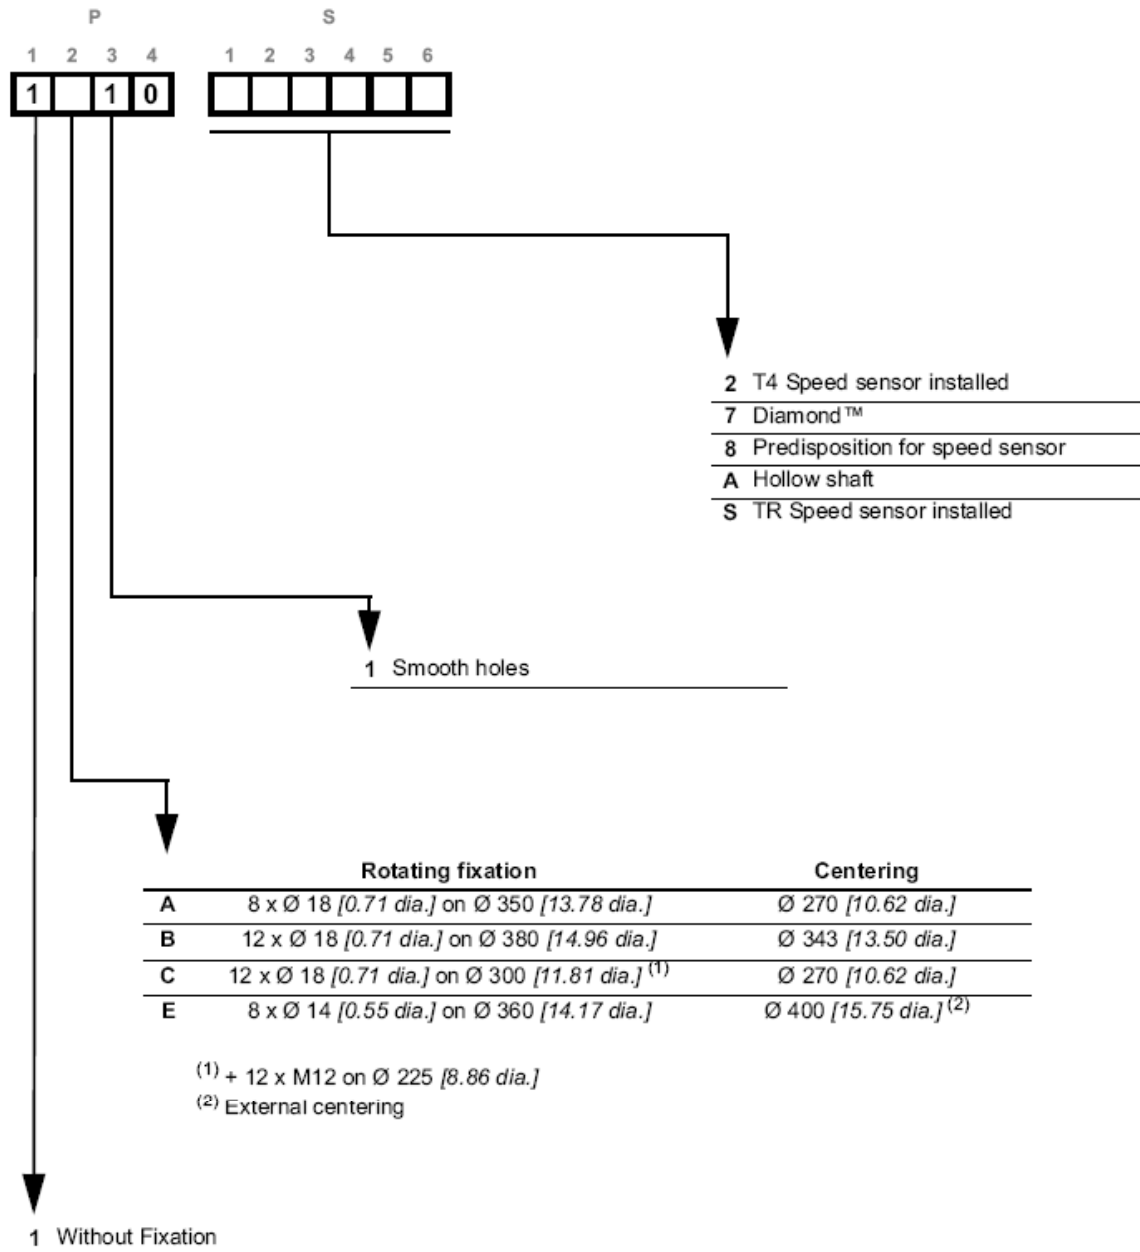 P S
1 2 3 4 1 2 3 4 5 6
1 1 0
2 T4 Speed sensor installed
7 Diamond™
8 Predisposition for speed sensor
A Hollow shaft
S TR Speed sensor installed
1 Smooth holes
Rotating fixation Centering
A 8 x Ø 18 [0.71 dia.] on Ø 350 [13.78 dia.] Ø 270 [10.62 dia.]
B 12 x Ø 18 [0.71 dia.] on Ø 380 [14.96 dia.] Ø 343 [13.50 dia.]
C 12 x Ø 18 [0.71 dia.] on Ø 300 [11.81 dia.] (1) Ø 270 [10.62 dia.]
E 8 x Ø 14 [0.55 dia.] on Ø 360 [14.17 dia.] Ø 400 [15.75 dia.] (2)
(1) + 12 x M12 on Ø 225 [8.86 dia.]
(2) External centering
1 Without Fixation